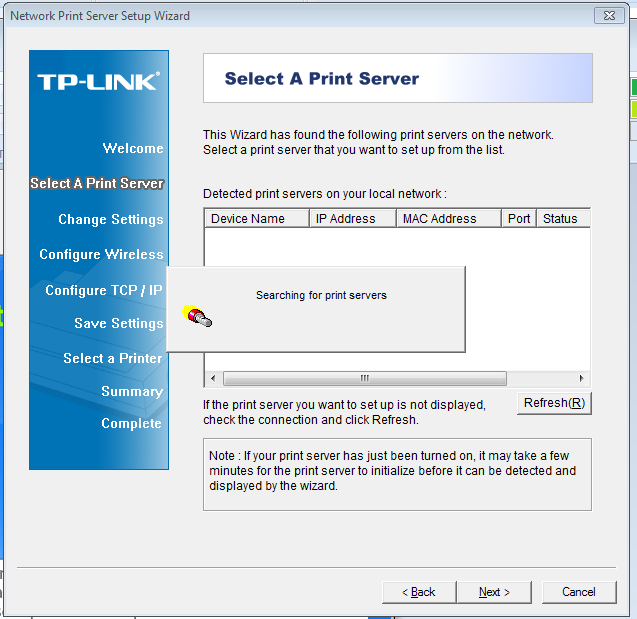 Network Print Server Setup Wizard
TP-LINK®
Welcome
Select A Print Server
Change Settings
Configure Wireless
Configure TCP / IP
Save Settings
Select a Printer
Summary
Complete
Select A Print Server
This Wizard has found the following print servers on the network.
Select a print server that you want to set up from the list.
Detected print servers on your local network :
Device Name IP Address MAC Address Port Status
Searching for print servers
If the print server you want to set up is not displayed,
check the connection and click Refresh.
Refresh(R)
Note : If your print server has just been turned on, it may take a few
minutes for the print server to initialize before it can be detected and
displayed by the wizard.
< Back Next > Cancel